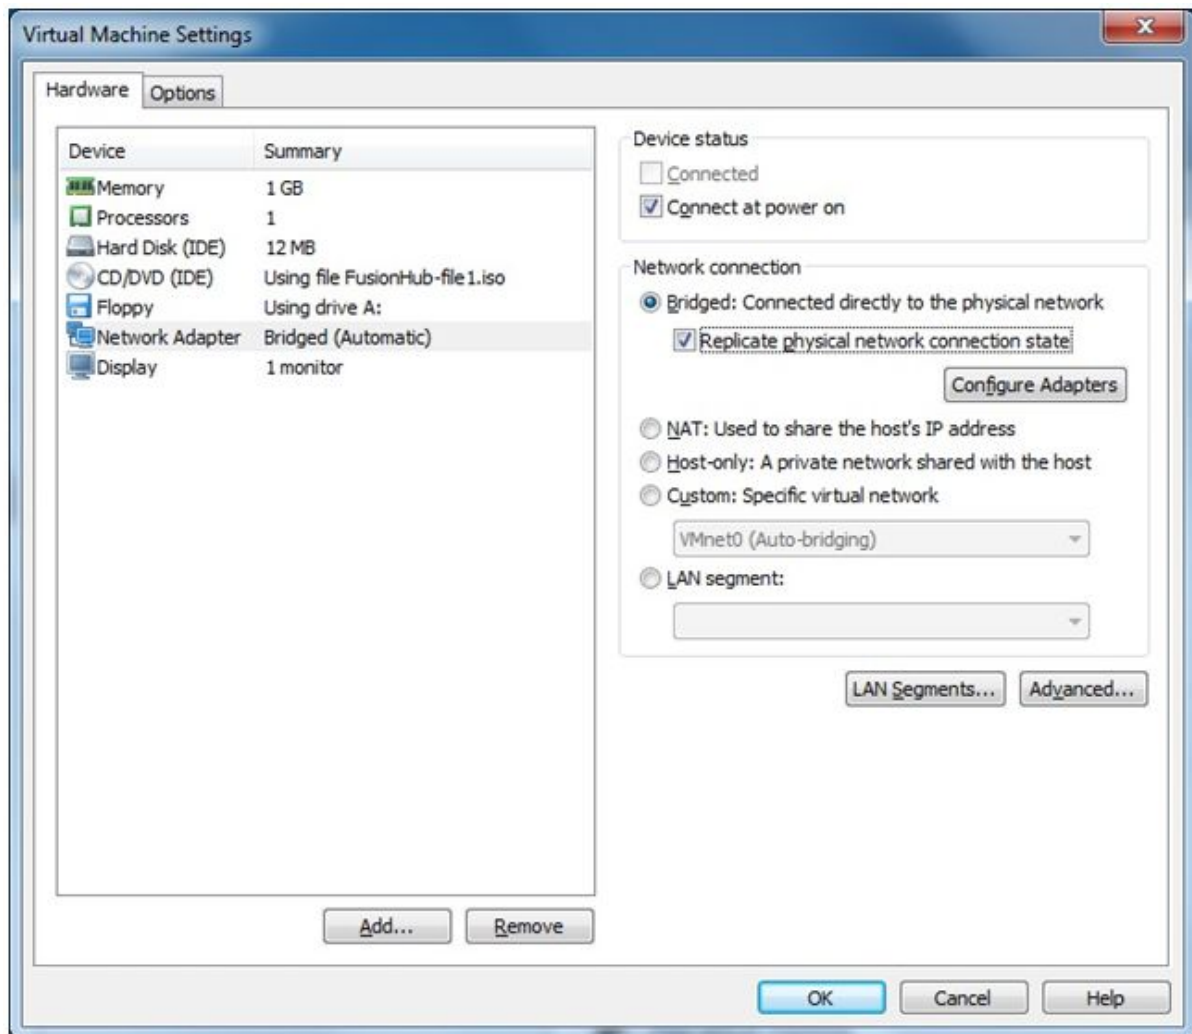 Virtual Machine Settings
Hardware
Options
Device Summary
Memory 1 GB
Processors 1
Hard Disk (IDE) 12 MB
CD/DVD (IDE) Using file FusionHub-file1.iso
Floppy Using drive A:
Network Adapter Bridged (Automatic)
Display 1 monitor
Add... Remove
Device status
Connected
Connect at power on
Network connection
Bridged: Connected directly to the physical network
Replicate physical network connection state
Configure Adapters
NAT: Used to share the host's IP address
Host-only: A private network shared with the host
Custom: Specific virtual network
VMnet0 (Auto-bridging)
LAN segment:
LAN Segments... Advanced...
OK Cancel Help